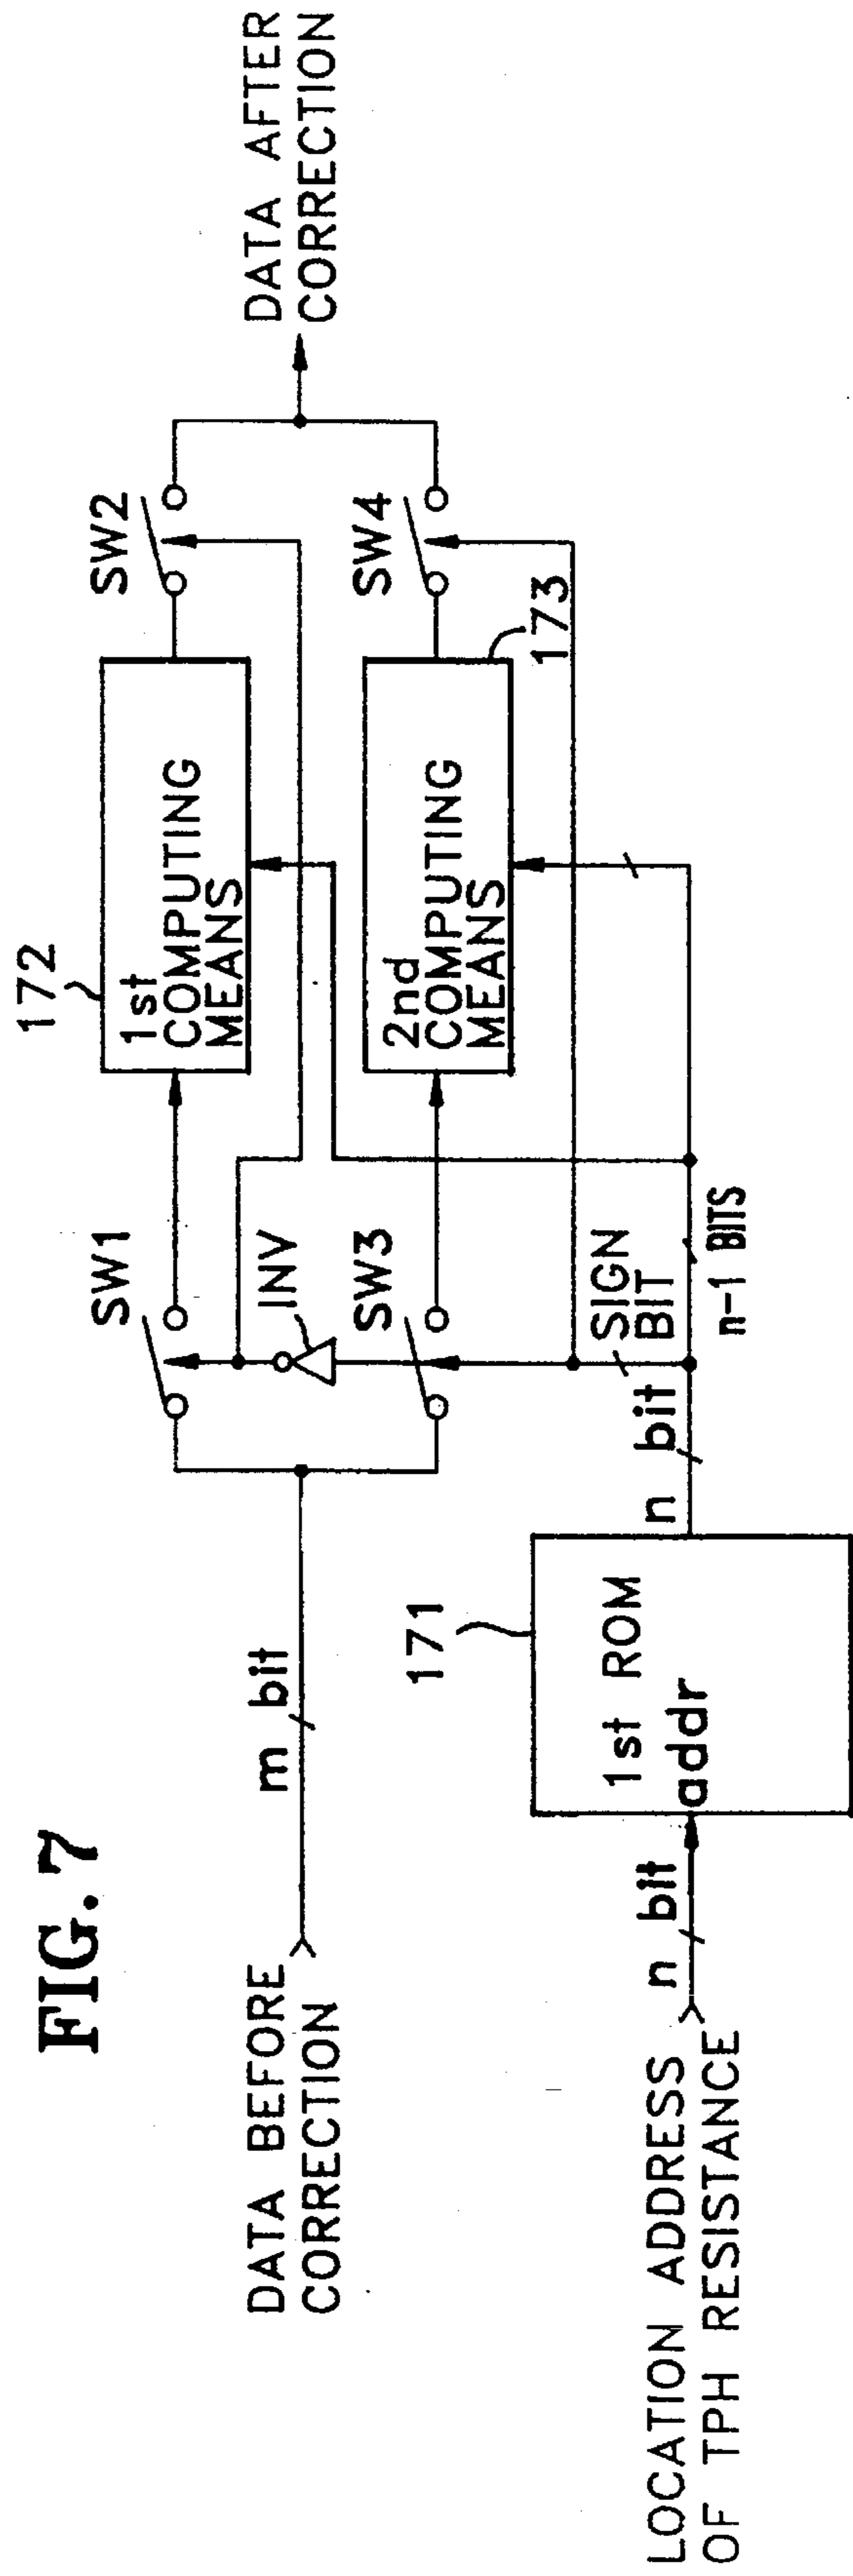 FIG. 7
DATA BEFORE
CORRECTION
m bit
SW1
INV
SW3
172
1st
COMPUTING
MEANS
2nd
COMPUTING
MEANS
173
SW2
SW4
DATA AFTER
CORRECTION
LOCATION ADDRESS
OF TPH RESISTANCE
n bit
171
1st ROM
addr
n bit
SIGN
BIT
n-1 BITS